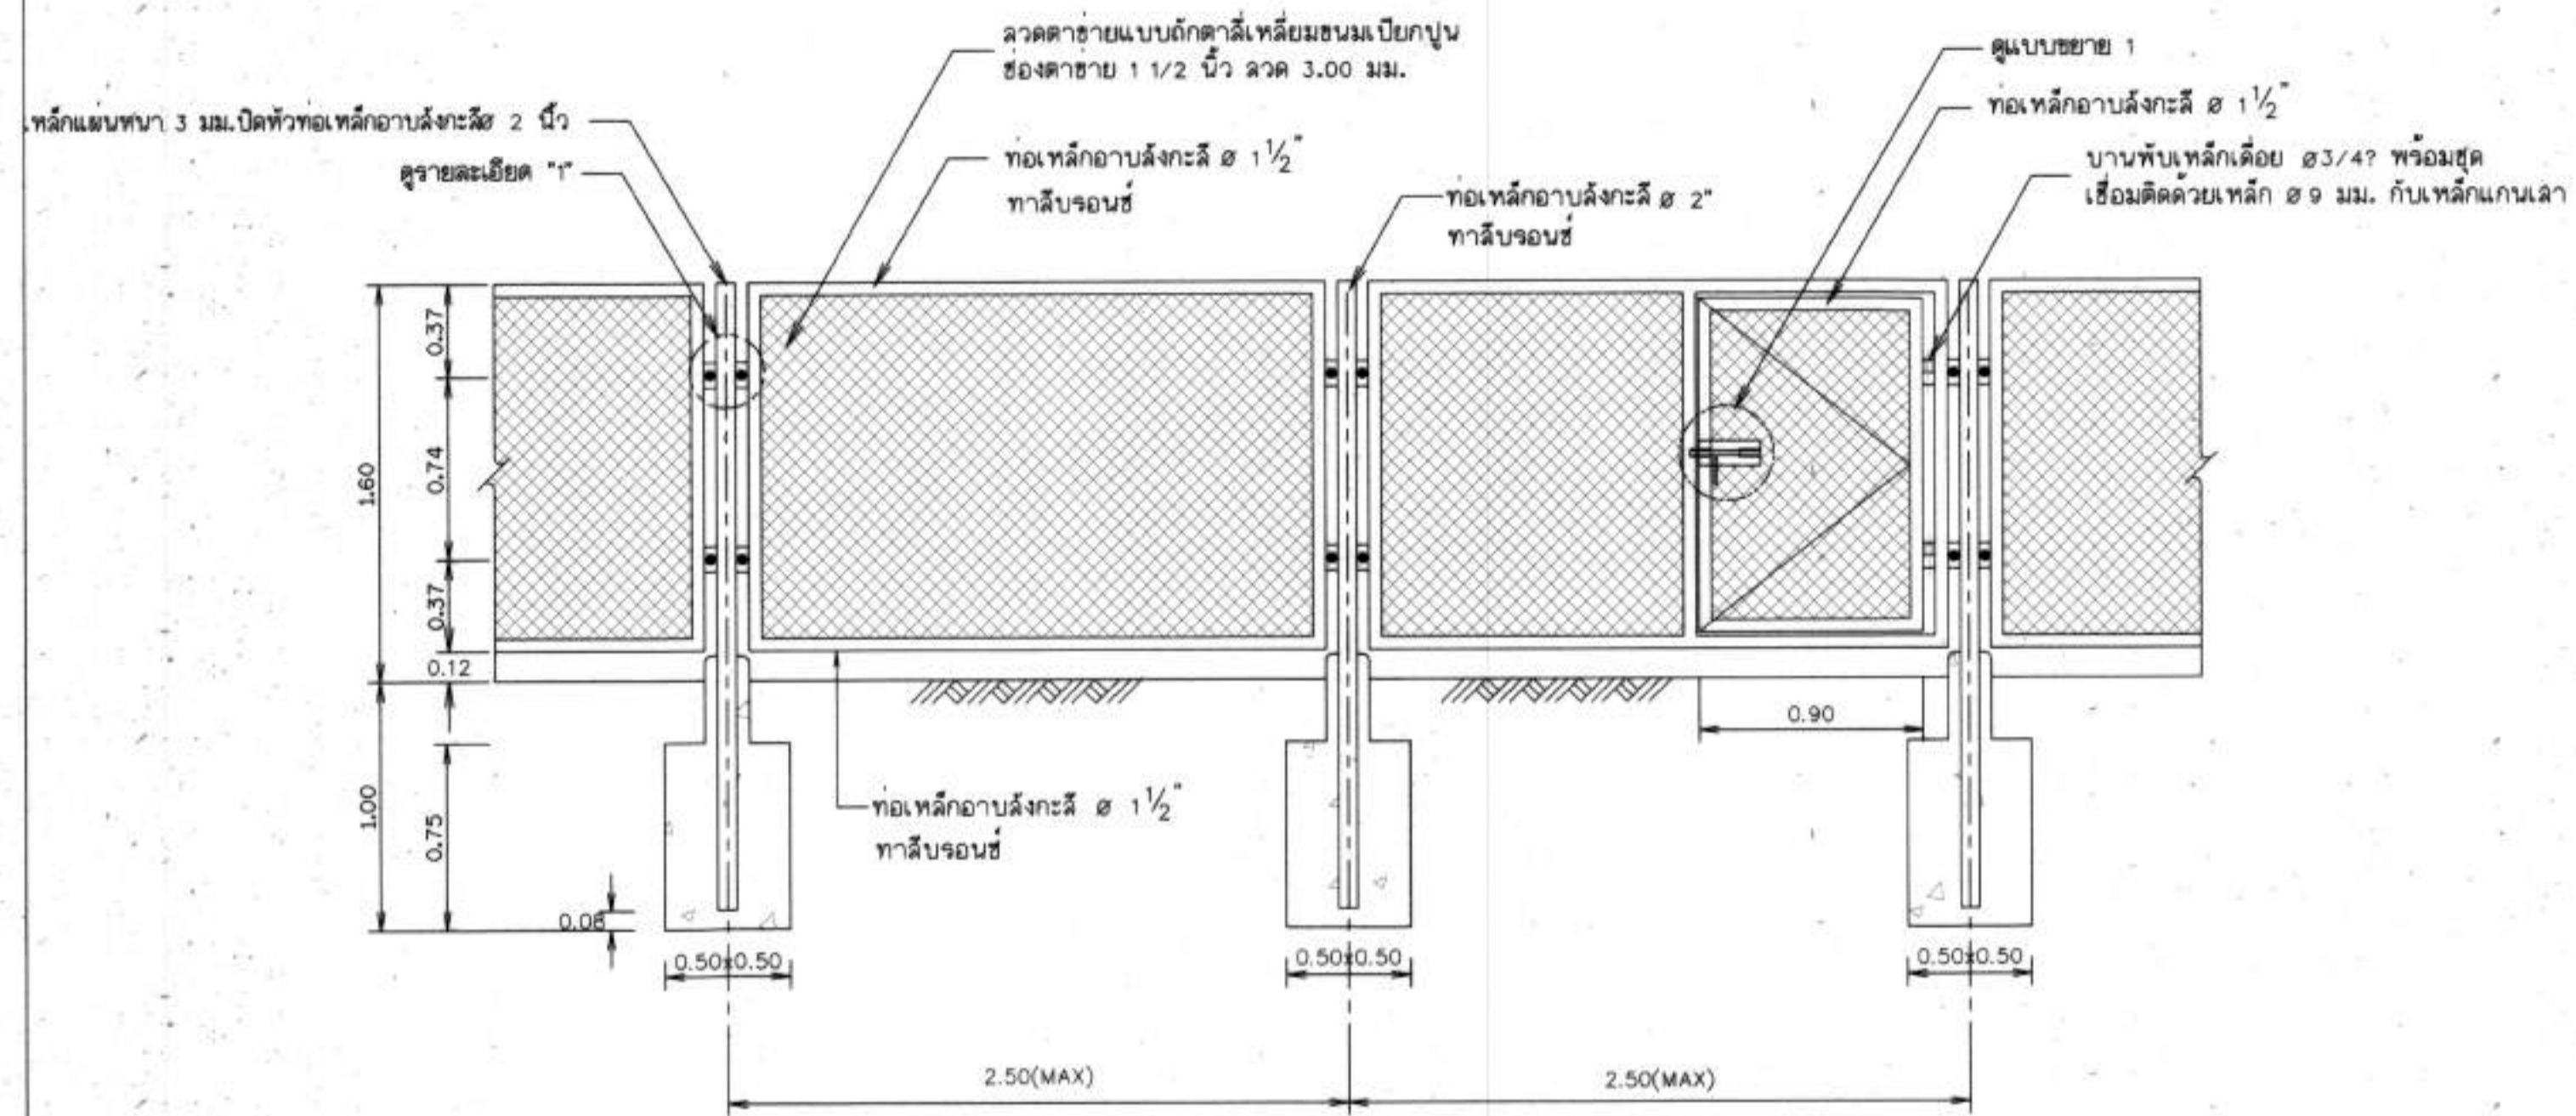 ลวดตาข่ายแบบถักตาสี่เหลี่ยมขนมเปียกปูน
ช่องตาข่าย 1 1/2 นิ้ว ลวด 3.00 มม.
ดูแบบขยาย 1
ท่อเหล็กอาบสังกะสี ø 1 1/2"
เหล็กแผ่นหนา 3 มม.ปิดหัวท่อเหล็กอาบสังกะสีø 2 นิ้ว
ดูรายละเอียด "1"
ท่อเหล็กอาบสังกะสี ø 1 1/2"
ทาสีบรอนซ์
ท่อเหล็กอาบสังกะสี ø 2"
ทาสีบรอนซ์
บานพับเหล็กเดือย ø3/4? พร้อมชุด
เชื่อมติดด้วยเหล็ก ø 9 มม. กับเหล็กแกนเสา
0.37
0.74
1.60
0.37
0.12
0.90
1.00
0.75
ท่อเหล็กอาบสังกะสี ø 1 1/2"
ทาสีบรอนซ์
0.08
0.50x0.50
0.50x0.50
0.50x0.50
2.50(MAX)
2.50(MAX)